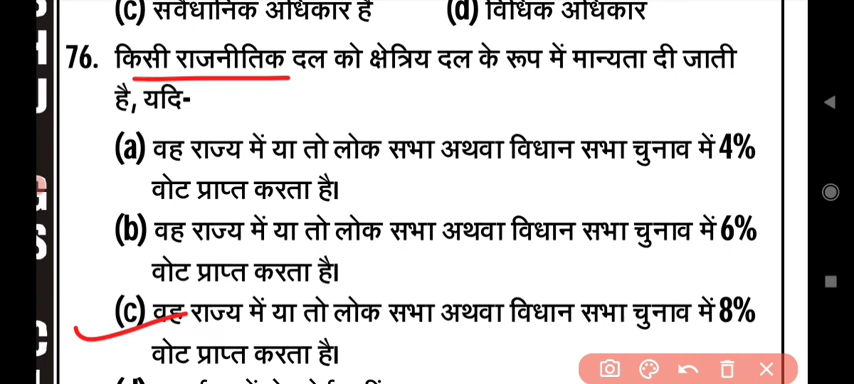 (c) सवैधानिक अधिकार है (d) विधिक अधिकार
76. किसी राजनीतिक दल को क्षेत्रिय दल के रूप में मान्यता दी जाती
है, यदि-
(a) वह राज्य में या तो लोक सभा अथवा विधान सभा चुनाव में 4%
वोट प्राप्त करता है।
(b) वह राज्य में या तो लोक सभा अथवा विधान सभा चुनाव में 6%
वोट प्राप्त करता है।
(c) वह राज्य में या तो लोक सभा अथवा विधान सभा चुनाव में 8%
वोट प्राप्त करता है।